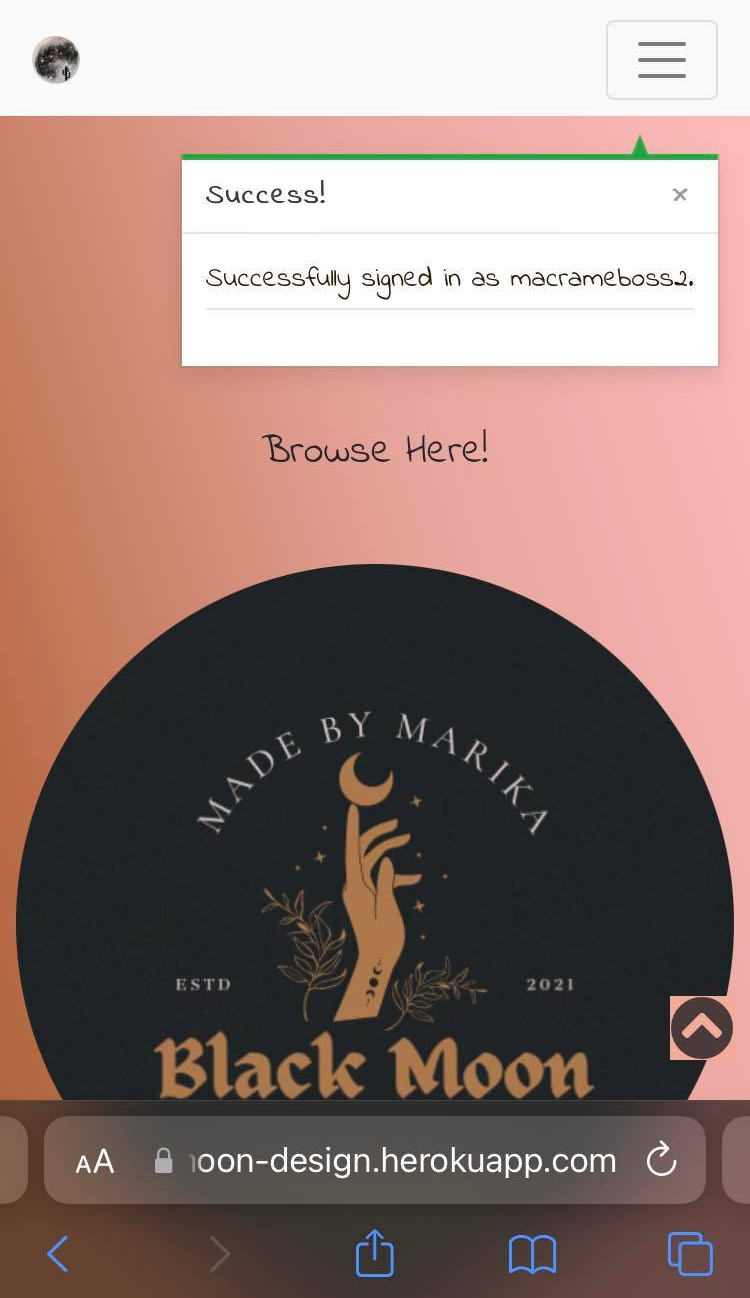 Success!
×
Successfully signed in as macrameboss2.
Browse Here!
MADE BY MARIKA
ESTD
2021
Black Moon
AA
oon-design.herokuapp.com